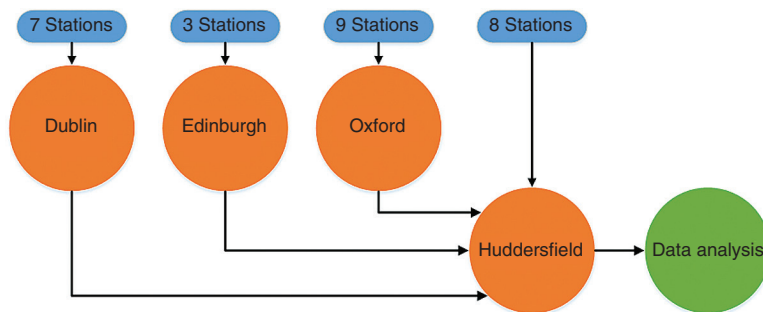 7 Stations
3 Stations
9 Stations
8 Stations
Dublin
Edinburgh
Oxford
Huddersfield
Data analysis